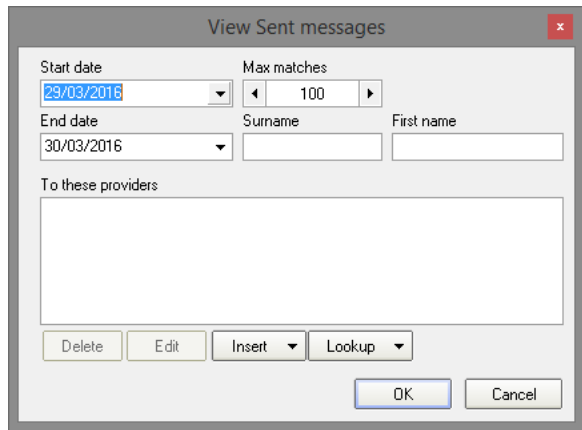 View Sent messages
x
Start date Max matches
29/03/2016 100
End date Surname First name
30/03/2016
To these providers
Delete Edit Insert Lookup
OK Cancel